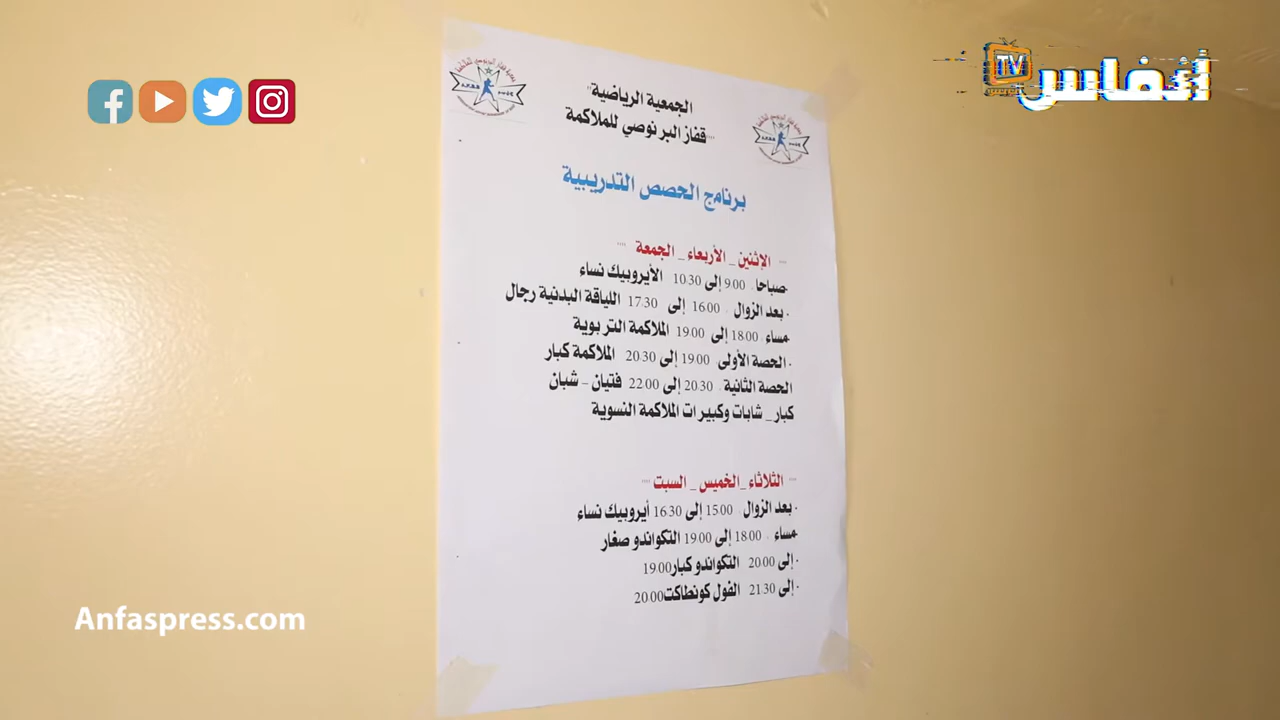 TV
أنفاس
الجمعية الرياضية
قفاز البرنوصي للملاكمة
برنامج الحصص التدريبية
الإثنين _ الأربعاء _ الجمعة
صباحا 9:00 إلى 10:30 الأيروبيك نساء
بعد الزوال 16:00 إلى 17:30 اللياقة البدنية رجال
مساء 18:00 إلى 19:00 الملاكمة التربوية
الحصة الأولى 19:00 إلى 20:30 الملاكمة كبار
الحصة الثانية 20:30 إلى 22:00 فتيان - شبان
كبار _ شابات وكبيرات الملاكمة النسوية
الثلاثاء _ الخميس _ السبت
بعد الزوال 15:00 إلى 16:30 أيروبيك نساء
مساء 18:00 إلى 19:00 التكواندو صغار
إلى 20:00 التكواندو كبار 19:00
إلى 21:30 الفول كونطاكت 20:00
Anfaspress.com